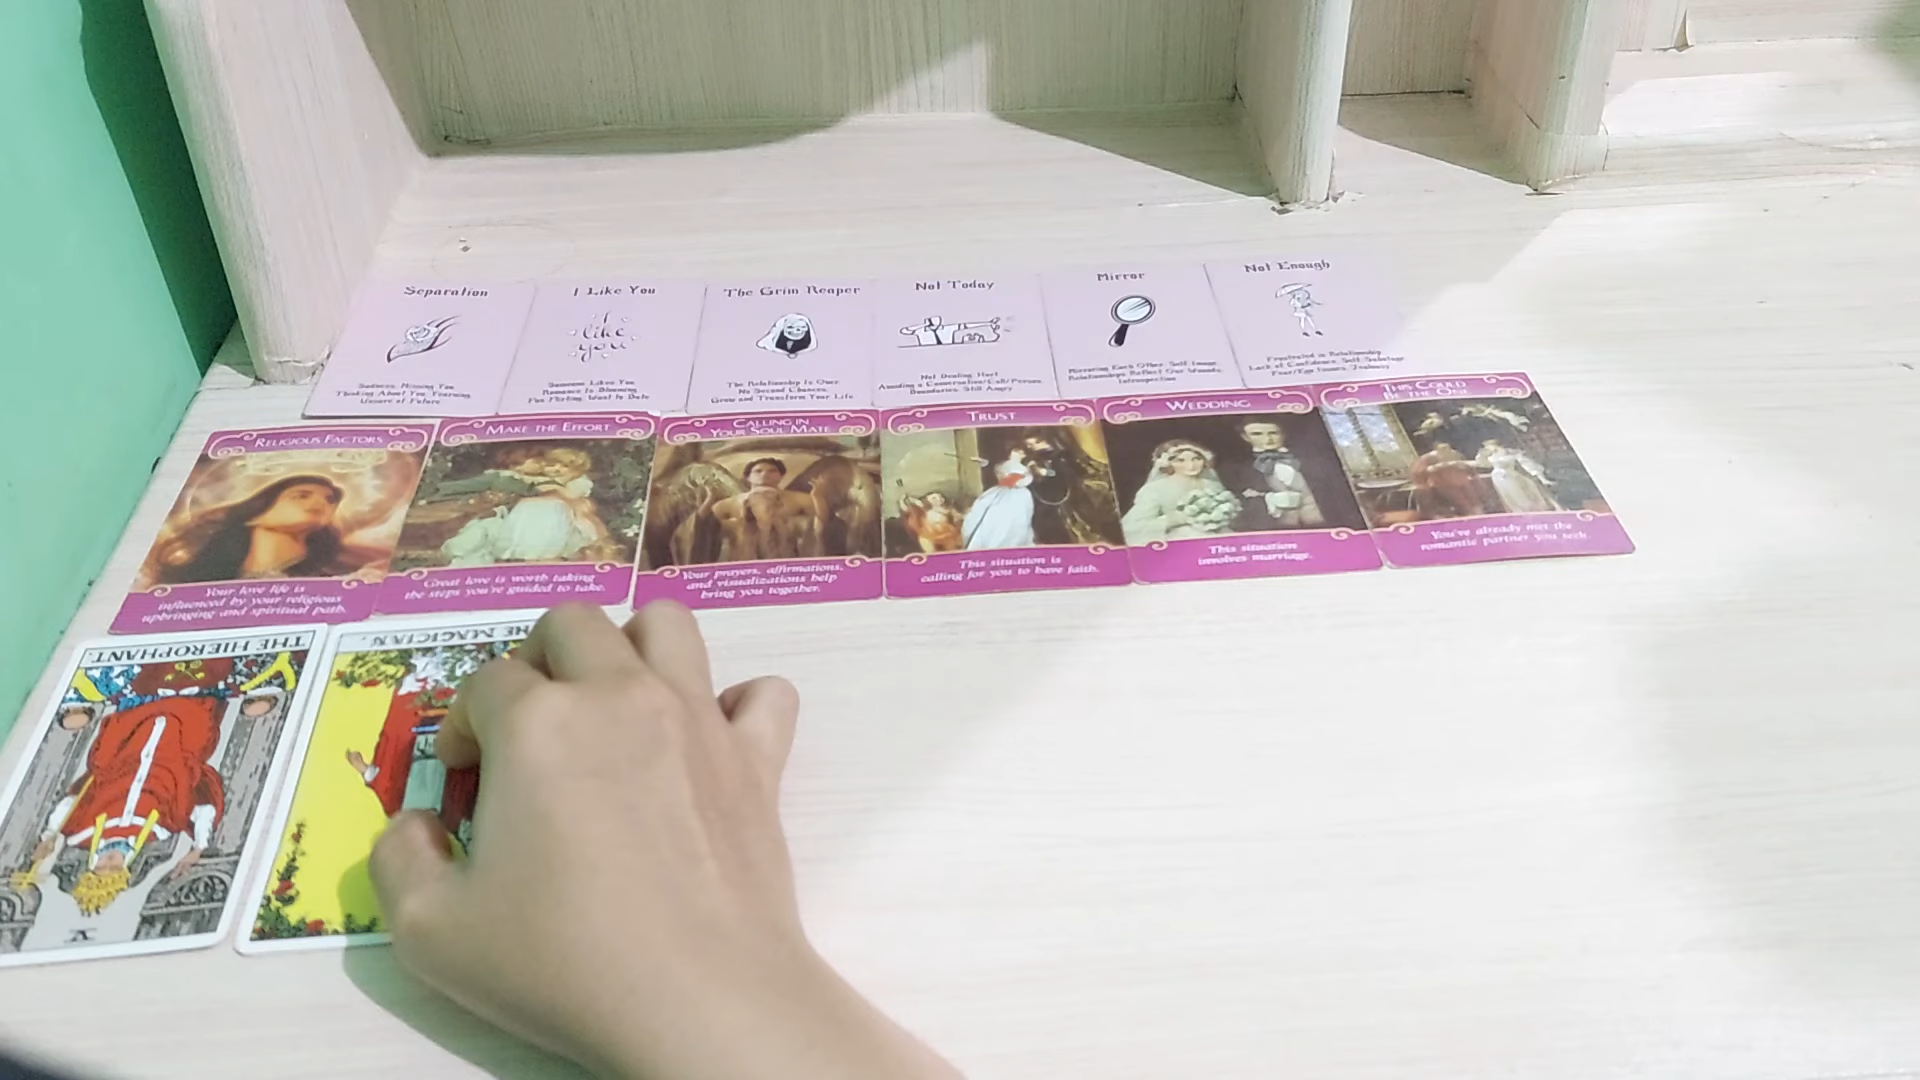 Separation
Sadness, Missing You
Thinking About You, Yearning
Unsure of Future
I Like You
I
like
you
Someone Likes You
Romance Is Blooming
Fun Flirting, Want to Date
The Grim Reaper
The Relationship Is Over
No Second Chances
Grow and Transform Your Life
Not Today
Not Dealing, Hurt
Avoiding a Conversation/Call/Person
Boundaries, Still Angry
Mirror
Mirroring Each Other, Self Image
Relationships Reflect Our Wounds
Introspection
Not Enough
Frustrated in Relationship
Lack of Confidence, Self Sabotage
Fear/Ego Issues, Jealousy
RELIGIOUS FACTORS
Your love life is
influenced by your religious
upbringing and spiritual path.
MAKE THE EFFORT
Great love is worth taking
the steps you're guided to take.
CALLING IN
YOUR SOUL MATE
Your prayers, affirmations,
and visualizations help
bring you together.
TRUST
This situation is
calling for you to have faith.
WEDDING
This situation
involves marriage.
THIS COULD
BE THE ONE
You've already met the
romantic partner you seek.
THE HIEROPHANT.
V
HE MAGICIAN.